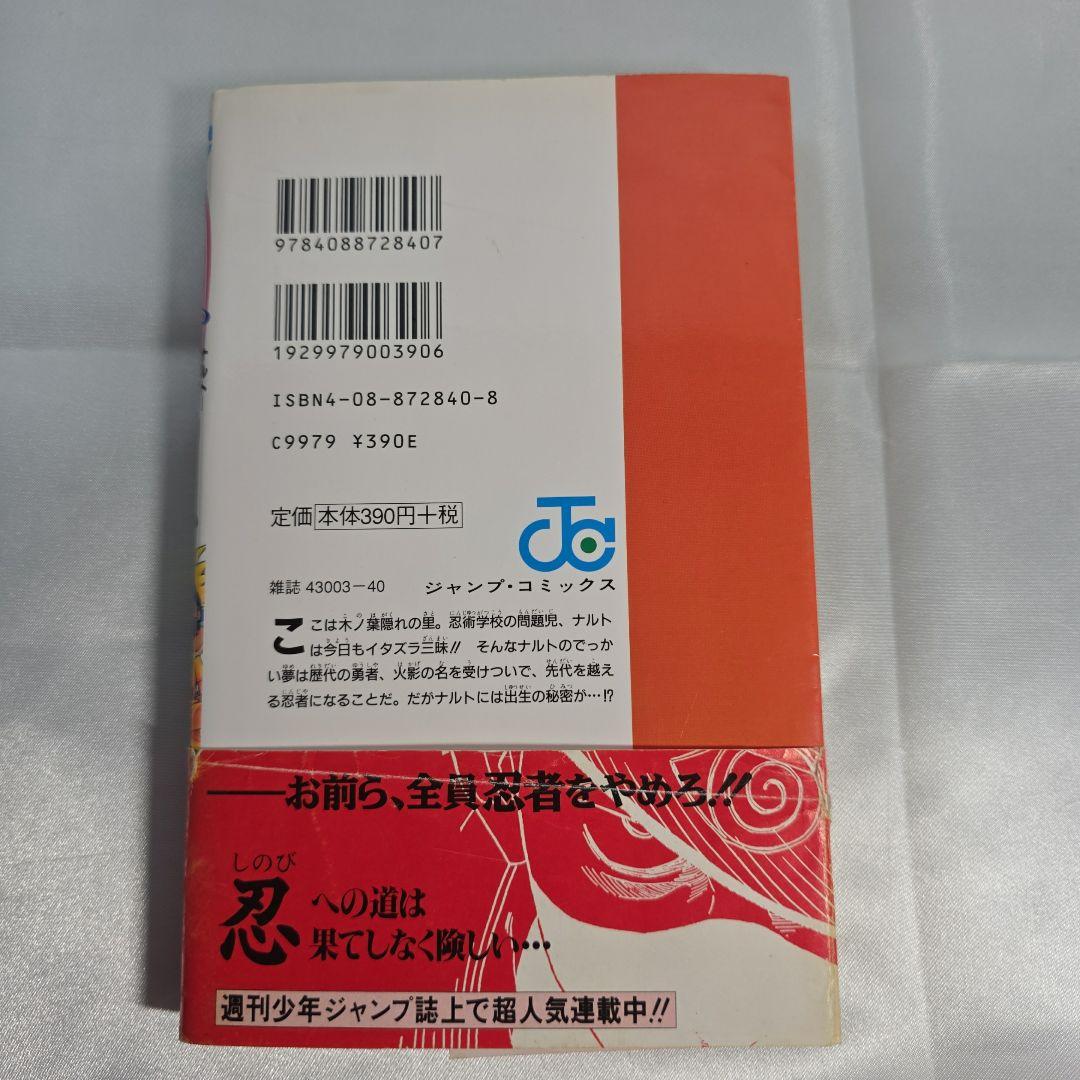 9784088728407
1929979003906
ISBN4-08-872840-8
C9979 ¥390E
定価 本体390円+税
JC
雑誌 43003-40
ジャンプ・コミックス
ここは木ノ葉隠れの里。忍術学校の問題児、ナルト
は今日もイタズラ三昧!! そんなナルトのでっか
い夢は歴代の勇者、火影の名を受けついで、先代を越え
る忍者になることだ。だがナルトには出生の秘密が…!?
――お前ら、全員忍者をやめろ!!
しのび
忍への道は
果てしなく険しい…
週刊少年ジャンプ誌上で超人気連載中!!